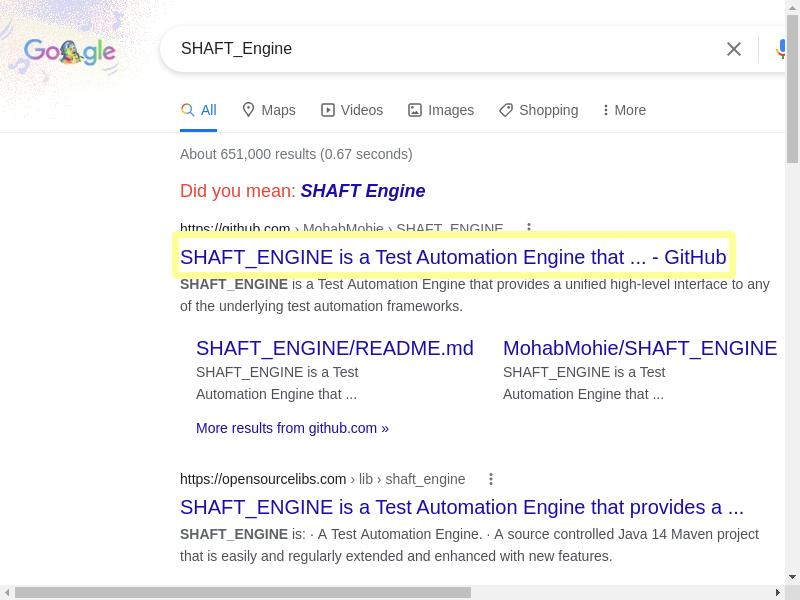 Google
SHAFT_Engine
All Maps Videos Images Shopping More
About 651,000 results (0.67 seconds)
Did you mean: SHAFT Engine
https://github.com › MohabMohie › SHAFT_ENGINE
SHAFT_ENGINE is a Test Automation Engine that ... - GitHub
SHAFT_ENGINE is a Test Automation Engine that provides a unified high-level interface to any
of the underlying test automation frameworks.
SHAFT_ENGINE/README.md
SHAFT_ENGINE is a Test
Automation Engine that ...
MohabMohie/SHAFT_ENGINE
SHAFT_ENGINE is a Test
Automation Engine that ...
More results from github.com »
https://opensourcelibs.com › lib › shaft_engine
SHAFT_ENGINE is a Test Automation Engine that provides a ...
SHAFT_ENGINE is: · A Test Automation Engine. · A source controlled Java 14 Maven project
that is easily and regularly extended and enhanced with new features.